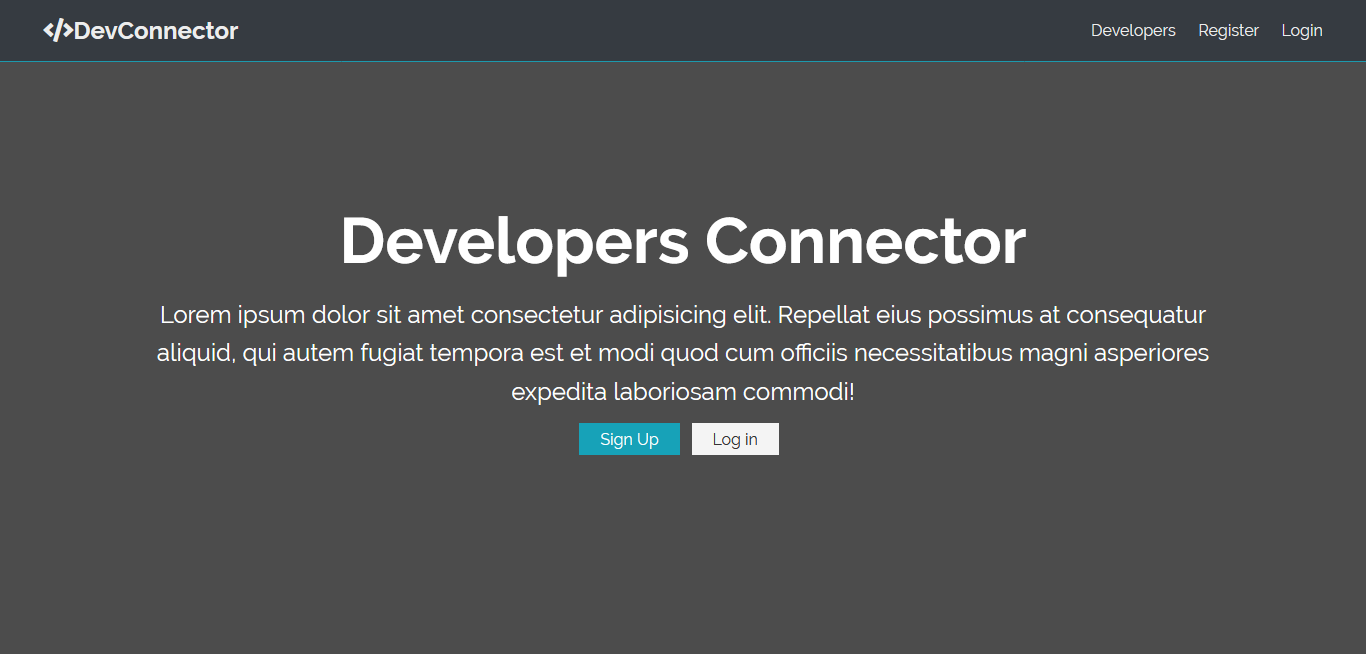 </>DevConnector
Developers Register Login
Developers Connector
Lorem ipsum dolor sit amet consectetur adipisicing elit. Repellat eius possimus at consequatur
aliquid, qui autem fugiat tempora est et modi quod cum officiis necessitatibus magni asperiores
expedita laboriosam commodi!
Sign Up Log in